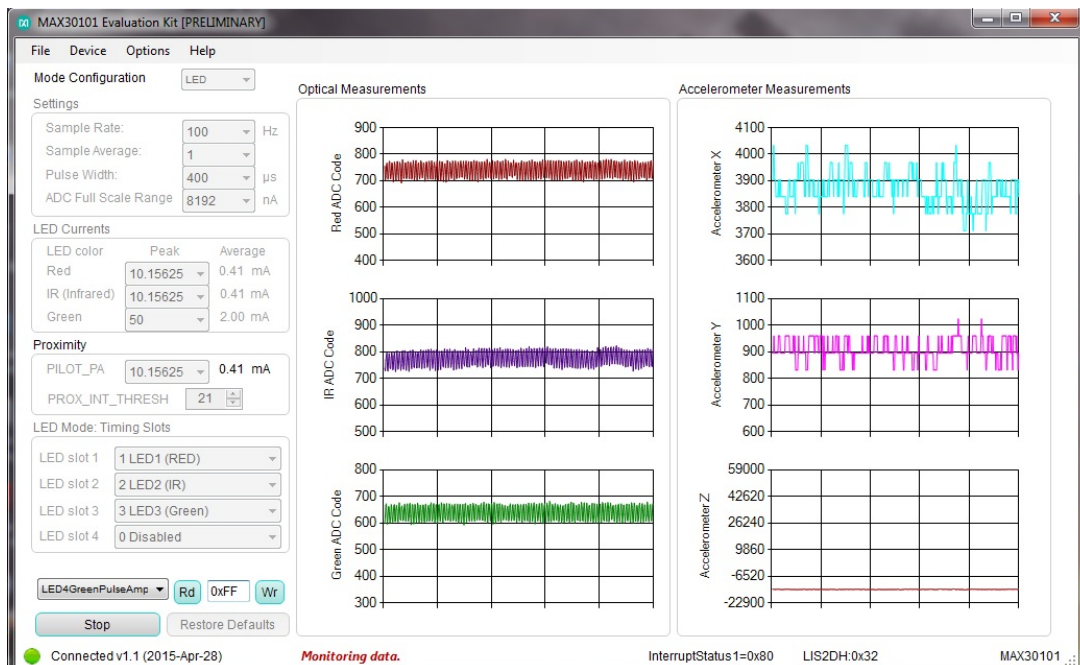 MAX30101 Evaluation Kit [PRELIMINARY]
File Device Options Help
Mode Configuration LED
Settings
Sample Rate: 100 Hz
Sample Average: 1
Pulse Width: 400 µs
ADC Full Scale Range 8192 nA
LED Currents
LED color Peak Average
Red 10.15625 0.41 mA
IR (Infrared) 10.15625 0.41 mA
Green 50 2.00 mA
Proximity
PILOT_PA 10.15625 0.41 mA
PROX_INT_THRESH 21
LED Mode: Timing Slots
LED slot 1 1 LED1 (RED)
LED slot 2 2 LED2 (IR)
LED slot 3 3 LED3 (Green)
LED slot 4 0 Disabled
LED4GreenPulseAmp Rd 0xFF Wr
Stop Restore Defaults
Optical Measurements
Red ADC Code
900
800
700
600
500
400
IR ADC Code
1000
900
800
700
600
500
Green ADC Code
800
700
600
500
400
300
Accelerometer Measurements
Accelerometer X
4100
4000
3900
3800
3700
3600
Accelerometer Y
1100
1000
900
800
700
600
Accelerometer Z
59000
42620
26240
9860
-6520
-22900
Connected v1.1 (2015-Apr-28) Monitoring data. InterruptStatus1=0x80 LIS2DH:0x32 MAX30101